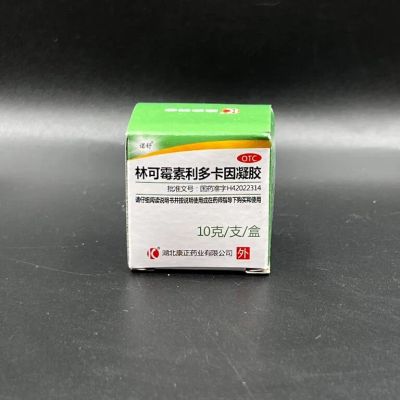 诺轩
OTC
林可霉素利多卡因凝胶
批准文号：国药准字H42022314
请仔细阅读说明书并按说明使用或在药师指导下购买和使用
10克/支/盒
湖北康正药业有限公司
外